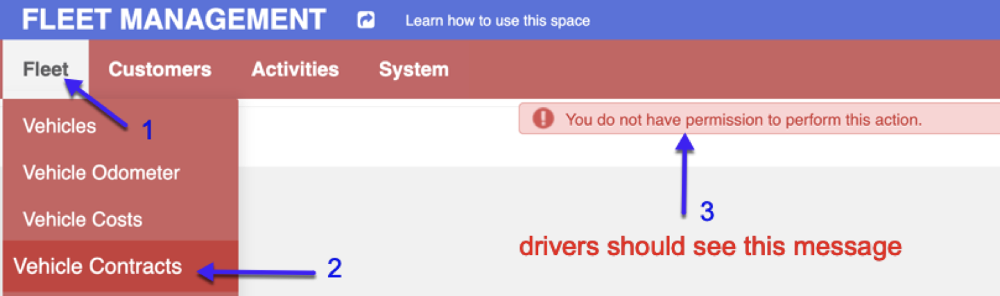 FLEET MANAGEMENT Learn how to use this space
Fleet Customers Activities System
You do not have permission to perform this action.
Vehicles 1
Vehicle Odometer
Vehicle Costs 3
drivers should see this message
Vehicle Contracts 2